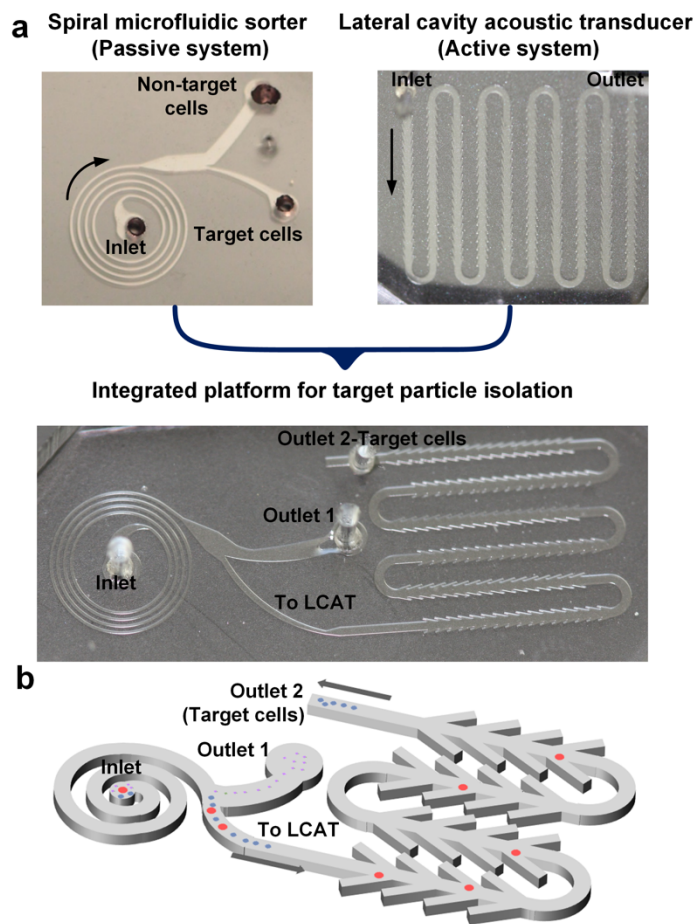 a
Spiral microfluidic sorter
(Passive system)
Lateral cavity acoustic transducer
(Active system)
Non-target
cells
Inlet
Target cells
Inlet
Outlet
Integrated platform for target particle isolation
Outlet 2-Target cells
Outlet 1
Inlet
To LCAT
b
Outlet 2
(Target cells)
Outlet 1
Inlet
To LCAT